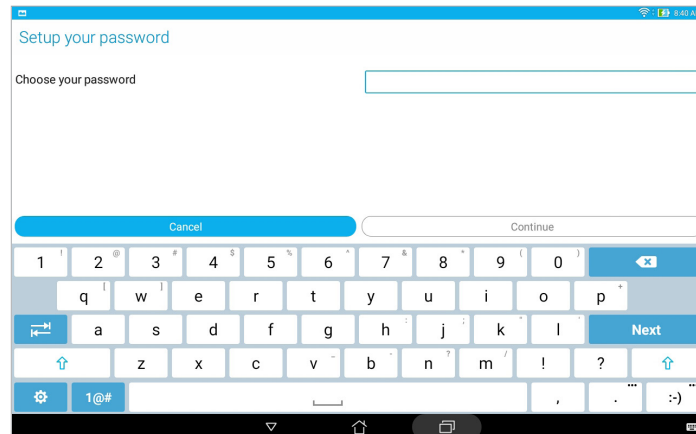 8:40 A
Setup your password
Choose your password
Cancel Continue
1 ! 2 @ 3 # 4 $ 5 % 6 ^ 7 & 8 * 9 ( 0 )
q [ w ] e r t y u i o p +
a s d f g h : j ; k " l ' Next
z x c v _ b - n ? m / ! ?
1@# , . :-)